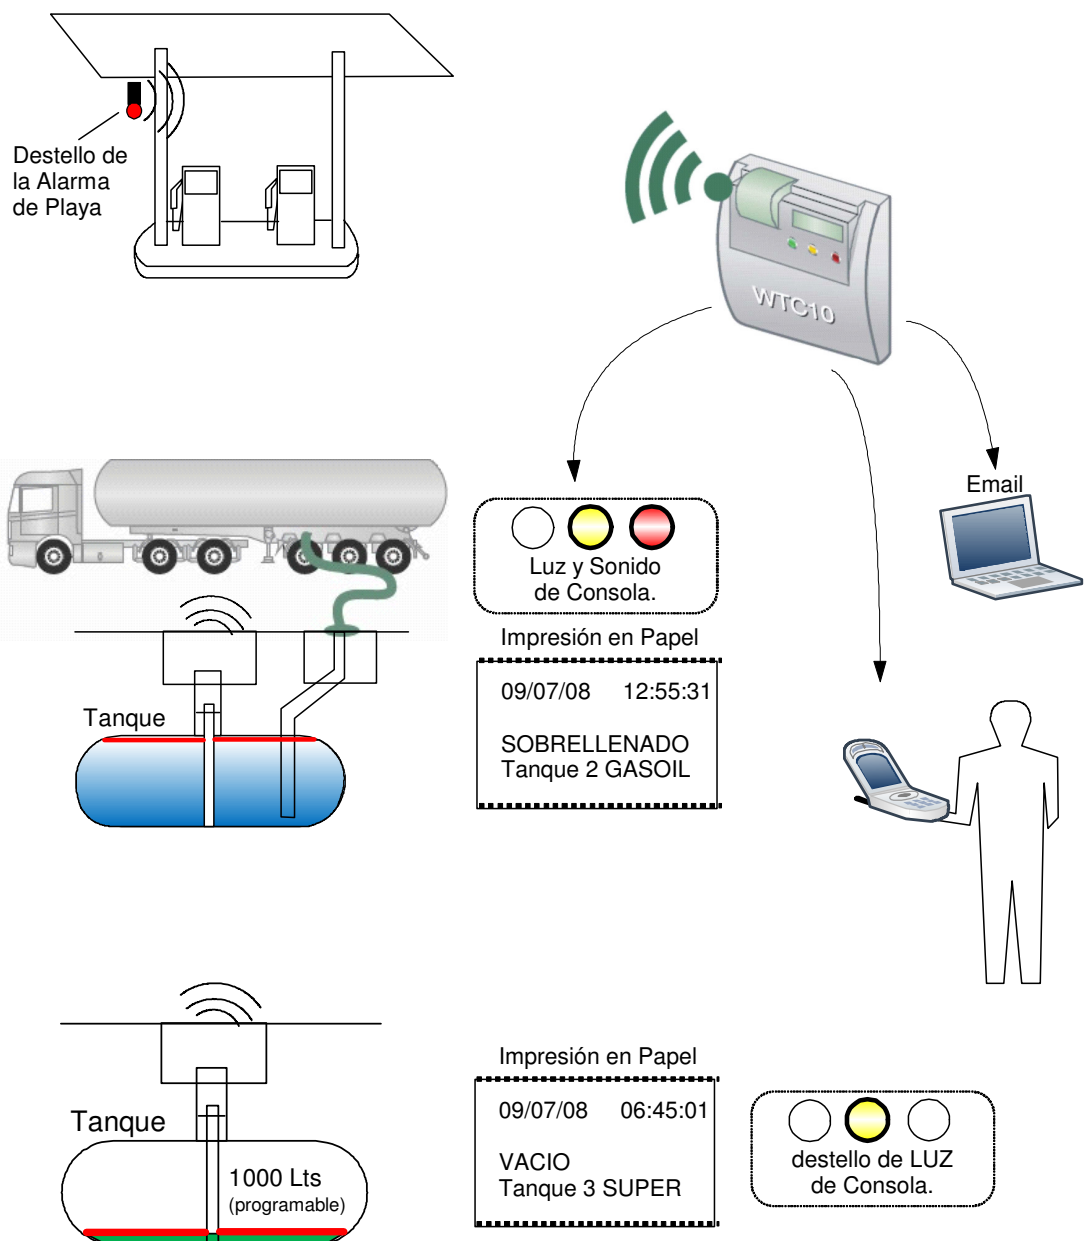 Destello de
la Alarma
de Playa
WTC10
Email
Luz y Sonido
de Consola.
Impresión en Papel
09/07/08 12:55:31
SOBRELLENADO
Tanque 2 GASOIL
Tanque
Impresión en Papel
09/07/08 06:45:01
VACIO
Tanque 3 SUPER
Tanque
1000 Lts
(programable)
destello de LUZ
de Consola.